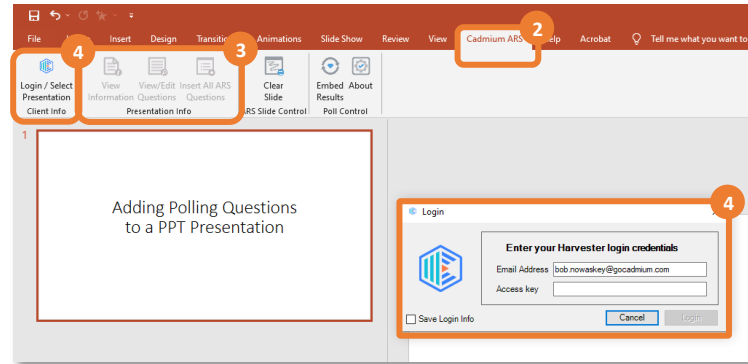 File Insert Design Transitio Animations Slide Show Review View Cadmium ARS elp Acrobat Tell me what you want to
2
4
3
Login / Select Presentation
View Information
View/Edit Questions
Insert All ARS Questions
Clear Slide
Embed Results
About
Client Info
Presentation Info
ARS Slide Control
Poll Control
1
Adding Polling Questions
to a PPT Presentation
4
Login
Enter your Harvester login credentials
Email Address bob.nowaskey@gocadmium.com
Access key
Save Login Info
Cancel Login